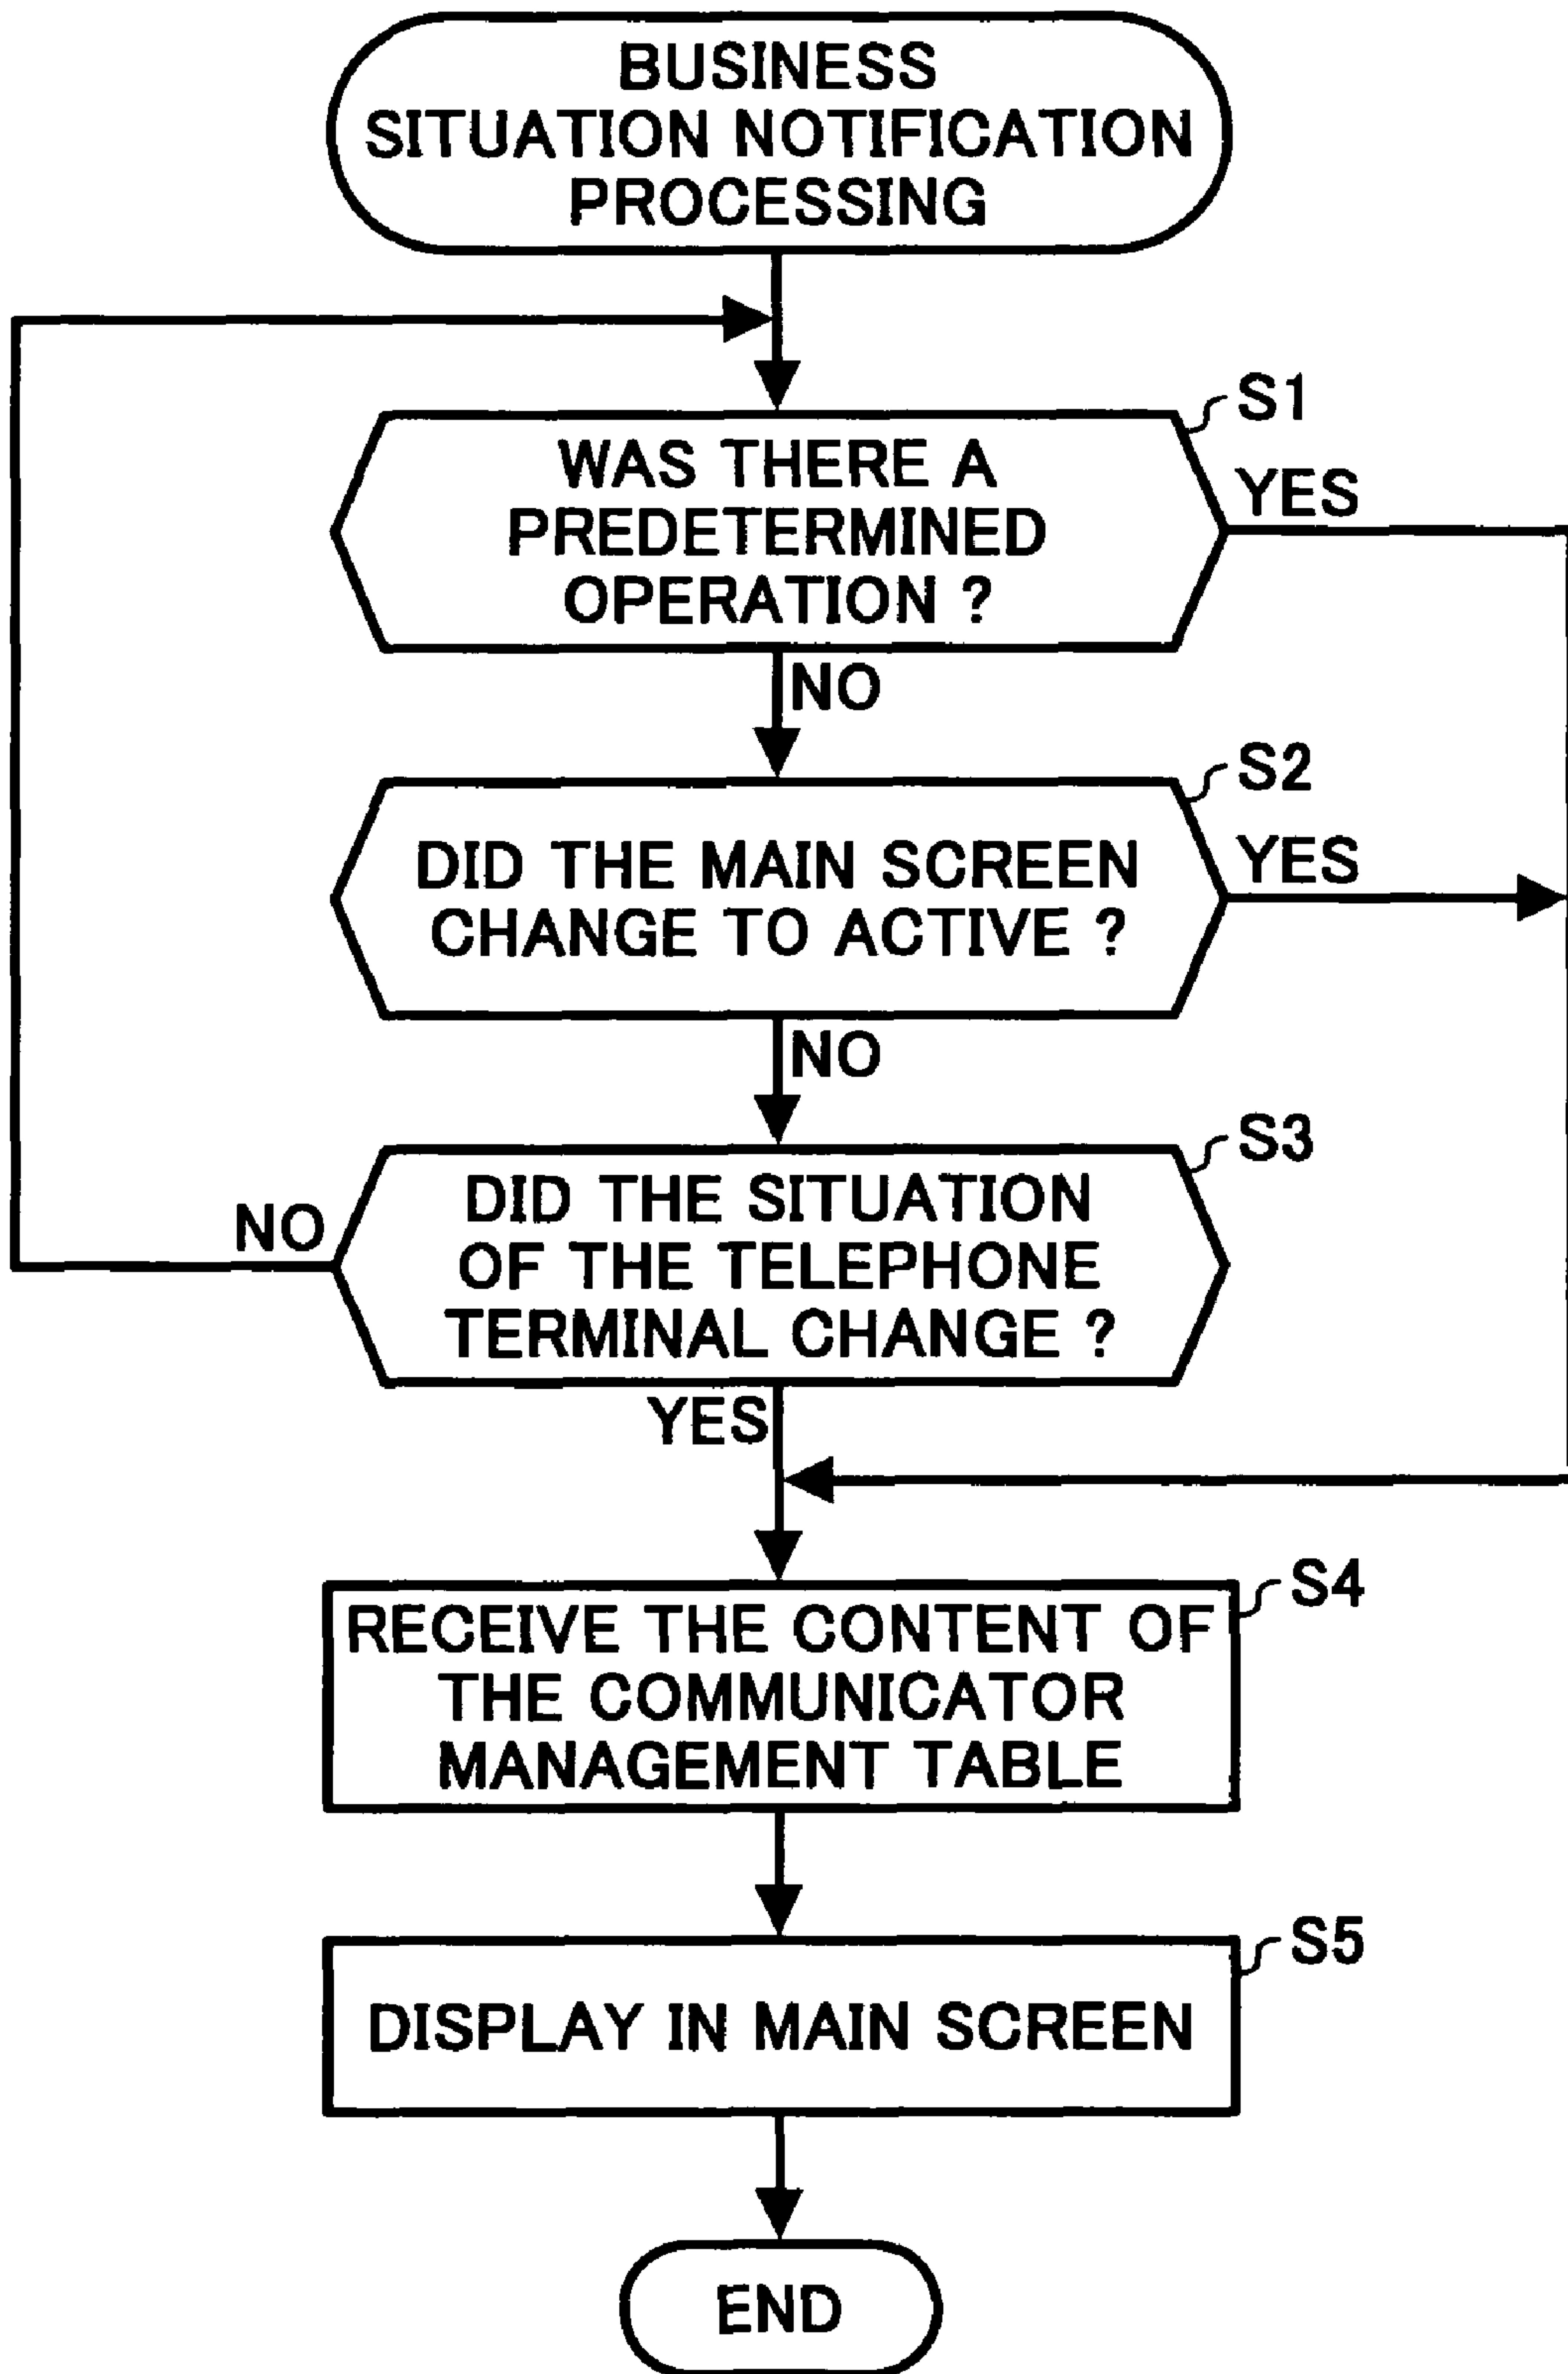 BUSINESS
SITUATION NOTIFICATION
PROCESSING
S1
WAS THERE A
PREDETERMINED
OPERATION ?
YES
NO
S2
DID THE MAIN SCREEN
CHANGE TO ACTIVE ?
YES
NO
S3
DID THE SITUATION
OF THE TELEPHONE
TERMINAL CHANGE ?
NO
YES
S4
RECEIVE THE CONTENT OF
THE COMMUNICATOR
MANAGEMENT TABLE
S5
DISPLAY IN MAIN SCREEN
END